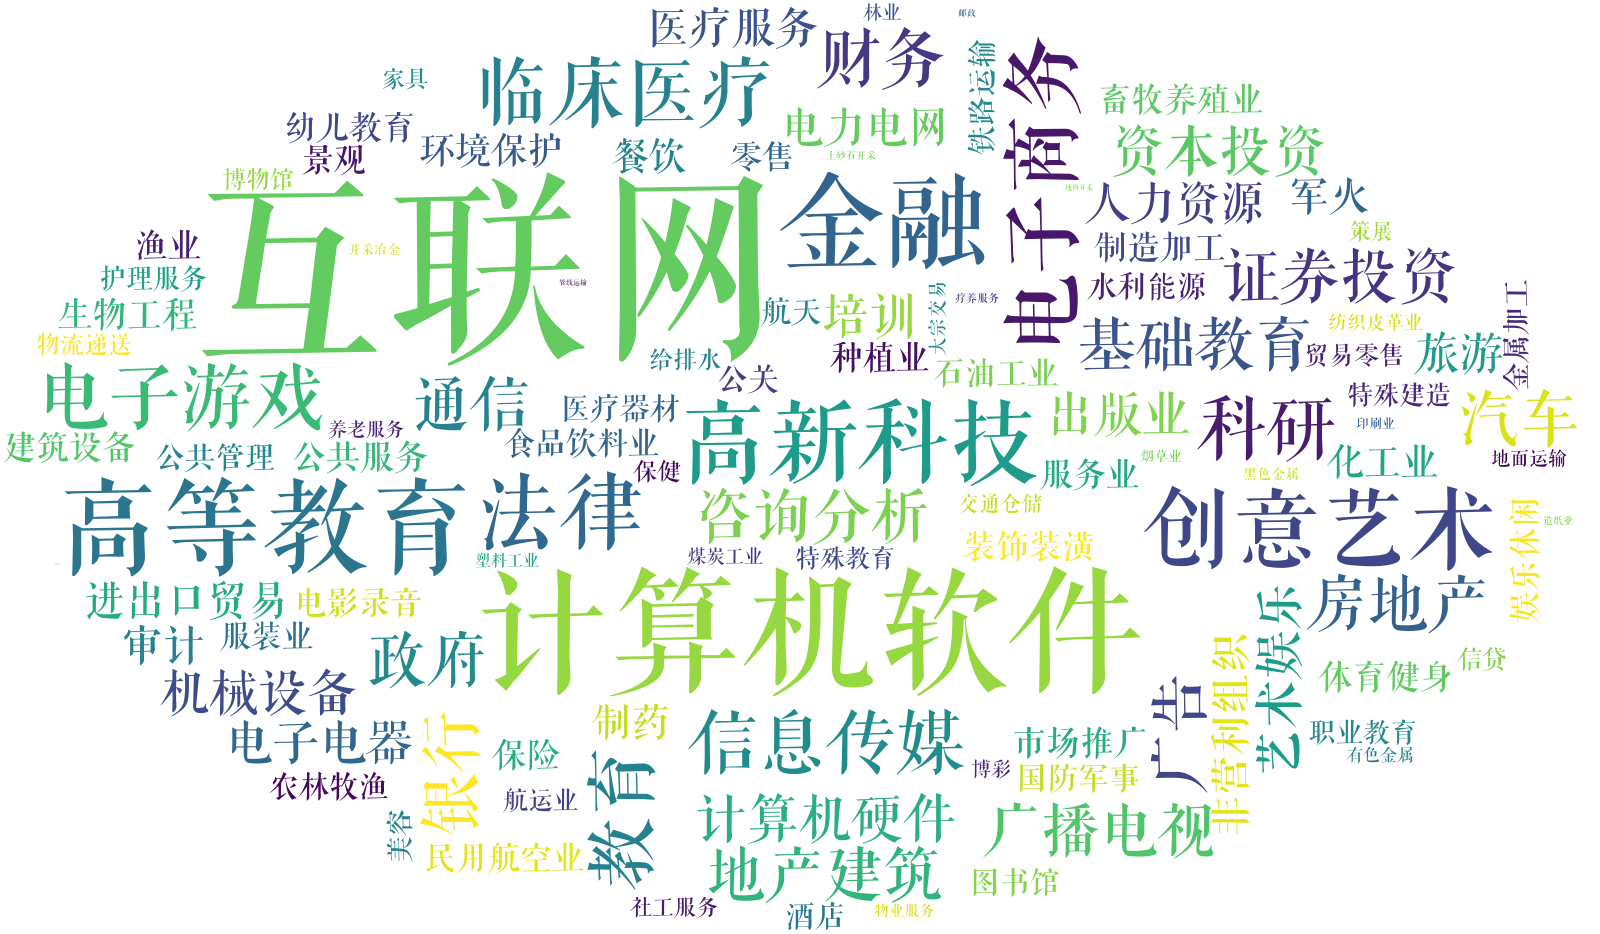 医疗服务
林业
邮政
财务
临床医疗
家具
铁路运输
电子商务
畜牧养殖业
幼儿教育
电力电网
资本投资
环境保护
餐饮
零售
景观
土砂石开采
博物馆
互联网
金融
地热开采
人力资源
军火
策展
渔业
开采冶金
制造加工
证券投资
护理服务
管线运输
水利能源
生物工程
航天
培训
大宗交易
疗养服务
基础教育
纺织皮革业
金属加工
物流递送
给排水
种植业
贸易零售
旅游
电子游戏
通信
公关
石油工业
特殊建造
医疗器材
高新科技
出版业
科研
汽车
养老服务
印刷业
建筑设备
公共管理
公共服务
食品饮料业
保健
服务业
烟草业
化工业
地面运输
黑色金属
高等教育
法律
咨询分析
交通仓储
创意艺术
娱乐休闲
造纸业
塑料工业
煤炭工业
特殊教育
装饰装潢
进出口贸易
电影录音
计算机软件
房地产
艺术娱乐
审计
服装业
政府
非营利组织
信贷
体育健身
机械设备
广告
电子电器
银行
制药
信息传媒
市场推广
职业教育
有色金属
保险
教育
博彩
国防军事
农林牧渔
航运业
计算机硬件
广播电视
美容
民用航空业
地产建筑
图书馆
社工服务
酒店
物业服务